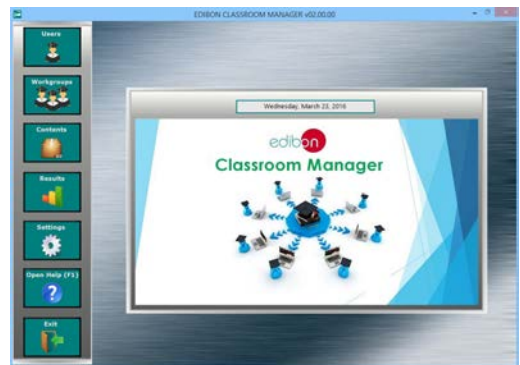 EDIBON CLASSROOM MANAGER v02.00.00
Users
Workgroups
Contents
Results
Settings
Open Help (F1)
?
Exit
Wednesday, March 23, 2016
edibon
Classroom Manager